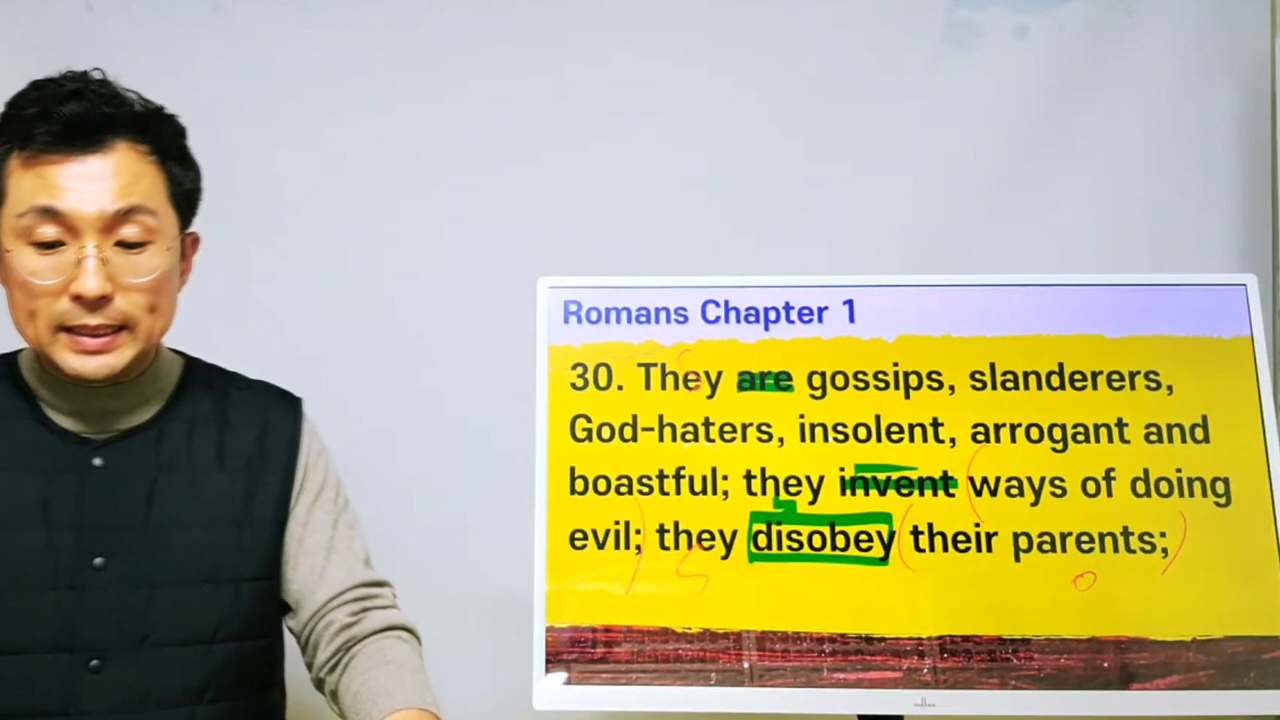 Romans Chapter 1
30. They are gossips, slanderers,
God-haters, insolent, arrogant and
boastful; they invent ways of doing
evil; they disobey their parents;